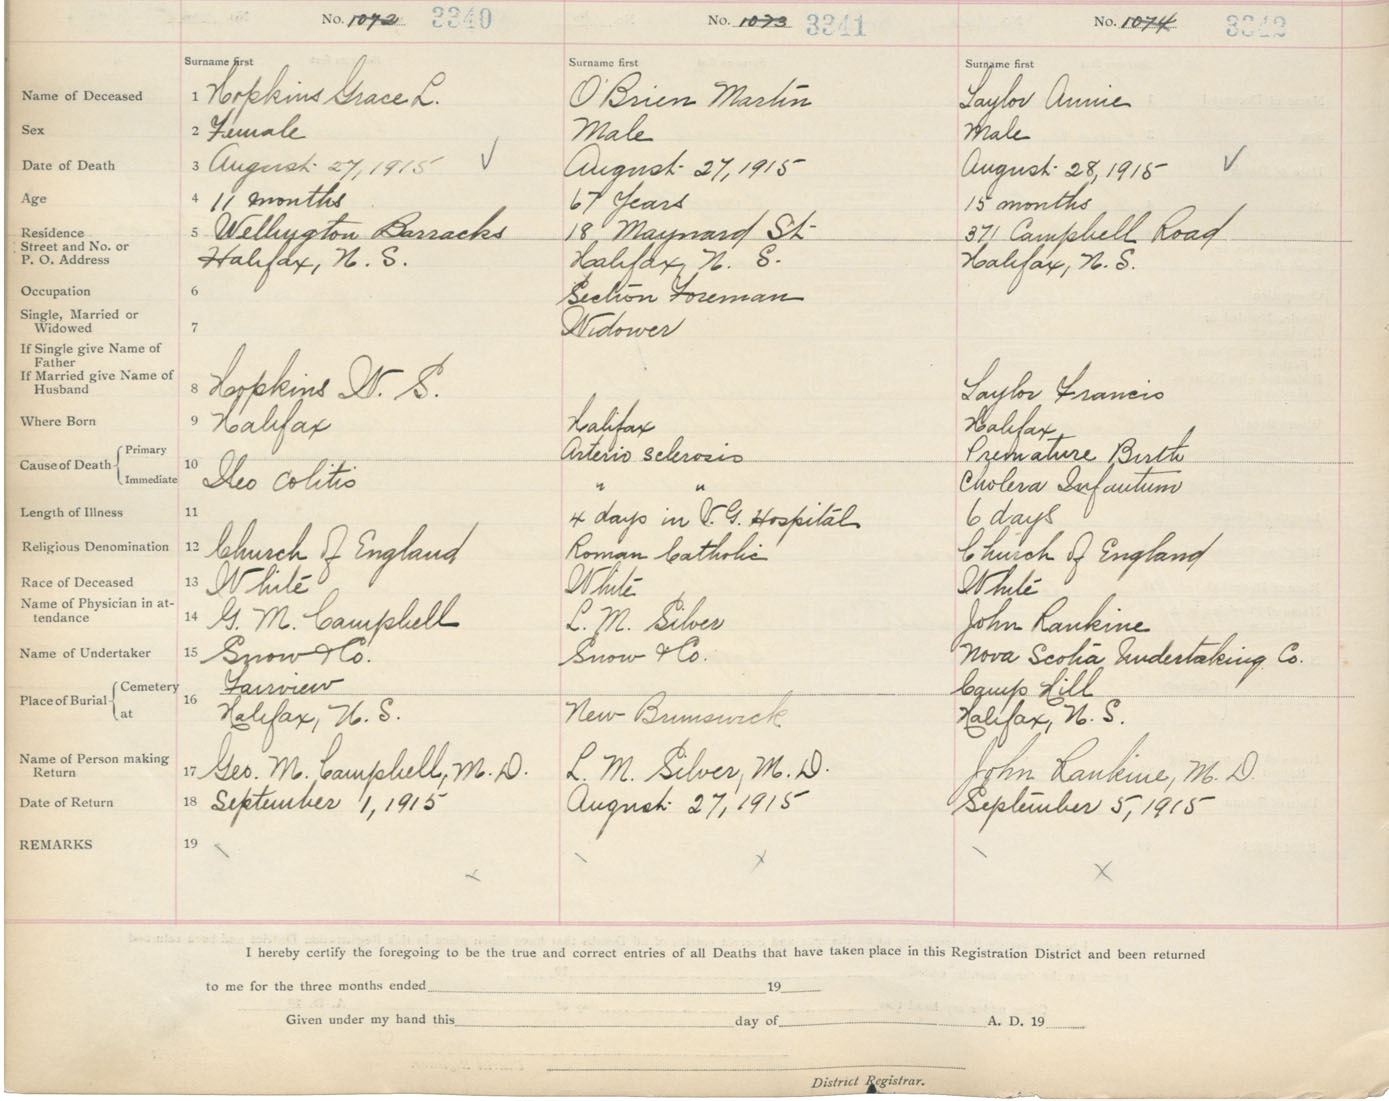 No. 1072 3340
Surname first
Name of Deceased 1 Hopkins Grace L.
Sex 2 Female
Date of Death 3 August 27, 1915
Age 4 11 months
Residence 5 Wellington Barracks
Street and No. or
P. O. Address Halifax, N. S.
Occupation 6
Single, Married or
Widowed 7
If Single give Name of
Father
If Married give Name of
Husband 8 Hopkins W. S.
Where Born 9 Halifax
Cause of Death Primary
Immediate 10 Ileo Colitis
Length of Illness 11
Religious Denomination 12 Church of England
Race of Deceased 13 White
Name of Physician in at-
tendance 14 G. M. Campbell
Name of Undertaker 15 Snow & Co.
Place of Burial Cemetery Fairview
at 16 Halifax, N. S.
Name of Person making
Return 17 Geo. M. Campbell, M. D.
Date of Return 18 September 1, 1915
REMARKS 19
No. 1073 3341
Surname first
O'Brien Martin
Male
August 27, 1915
67 Years
18 Maynard St
Halifax, N. S.
Section Foreman
Widower
Halifax
Arterio sclerosis
" "
4 days in V. G. Hospital
Roman Catholic
White
L. M. Silver
Snow & Co.
New Brunswick
L. M. Silver, M. D.
August 27, 1915
No. 1074 3342
Surname first
Taylor Annie
Male
August 28, 1915
15 months
371 Campbell Road
Halifax, N. S.
Taylor Francis
Halifax
Premature Birth
Cholera Infantum
6 days
Church of England
White
John Rankine
Nova Scotia Undertaking Co.
Camp Hill
Halifax, N. S.
John Rankine, M. D.
September 5, 1915
I hereby certify the foregoing to be the true and correct entries of all Deaths that have taken place in this Registration District and been returned
to me for the three months ended 19
Given under my hand this day of A. D. 19
District Registrar.